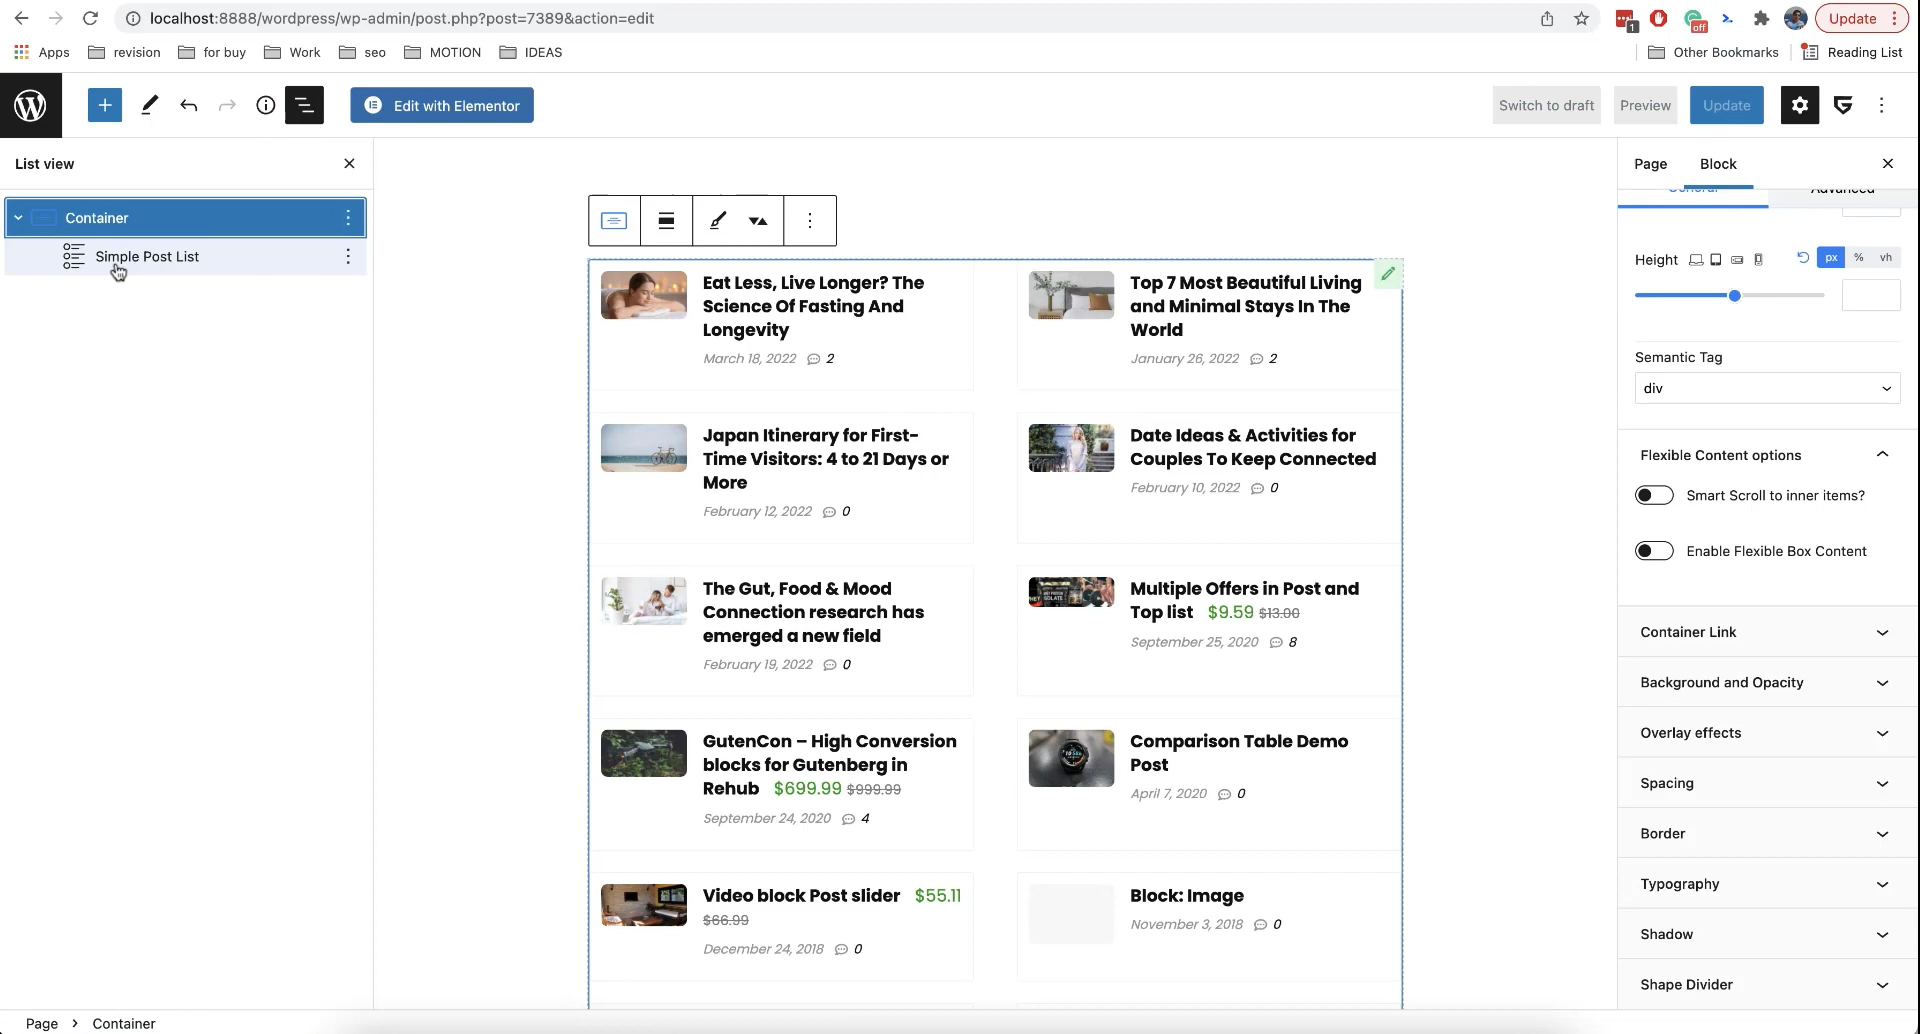 localhost:8888/wordpress/wp-admin/post.php?post=7389&action=edit
1
off
Update
Apps
revision
for buy
Work
seo
MOTION
IDEAS
Other Bookmarks
Reading List
Edit with Elementor
Switch to draft
Preview
Update
List view
Container
Simple Post List
Eat Less, Live Longer? The
Science Of Fasting And
Longevity
March 18, 2022 2
Top 7 Most Beautiful Living
and Minimal Stays In The
World
January 26, 2022 2
Japan Itinerary for First-
Time Visitors: 4 to 21 Days or
More
February 12, 2022 0
Date Ideas & Activities for
Couples To Keep Connected
February 10, 2022 0
The Gut, Food & Mood
Connection research has
emerged a new field
February 19, 2022 0
Multiple Offers in Post and
Top list $9.59 $13.00
September 25, 2020 8
GutenCon – High Conversion
blocks for Gutenberg in
Rehub $699.99 $999.99
September 24, 2020 4
Comparison Table Demo
Post
April 7, 2020 0
Video block Post slider $55.11
$66.99
December 24, 2018 0
Block: Image
November 3, 2018 0
Page
Block
General
Advanced
Height
px
%
vh
Semantic Tag
div
Flexible Content options
Smart Scroll to inner items?
Enable Flexible Box Content
Container Link
Background and Opacity
Overlay effects
Spacing
Border
Typography
Shadow
Shape Divider
Page
Container